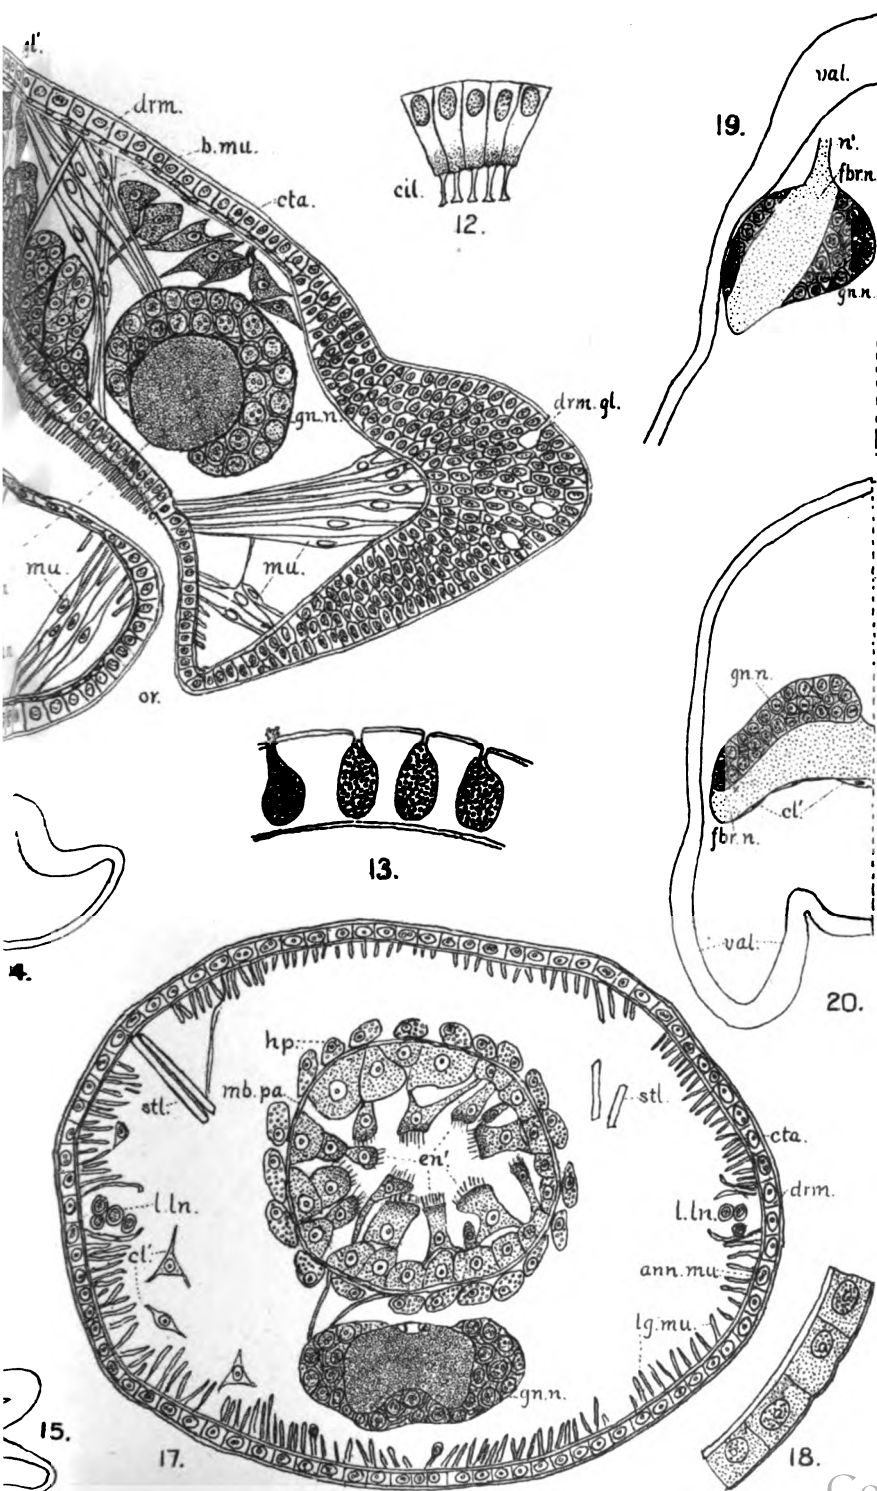 gl'.
drm.
b.mu.
cta.
cil.
12.
19.
val.
n'.
fbr.n.
gn.n.
gn.n.
drm.gl.
mu.
mu.
or.
13.
4.
gn.n.
cl'
fbr.n.
val.
20.
hp.
mb.pa.
stl.
en'
stl.
cta.
drm.
l.ln.
l.ln.
cl'.
ann.mu
lg.mu.
gn.n.
15.
17.
18.